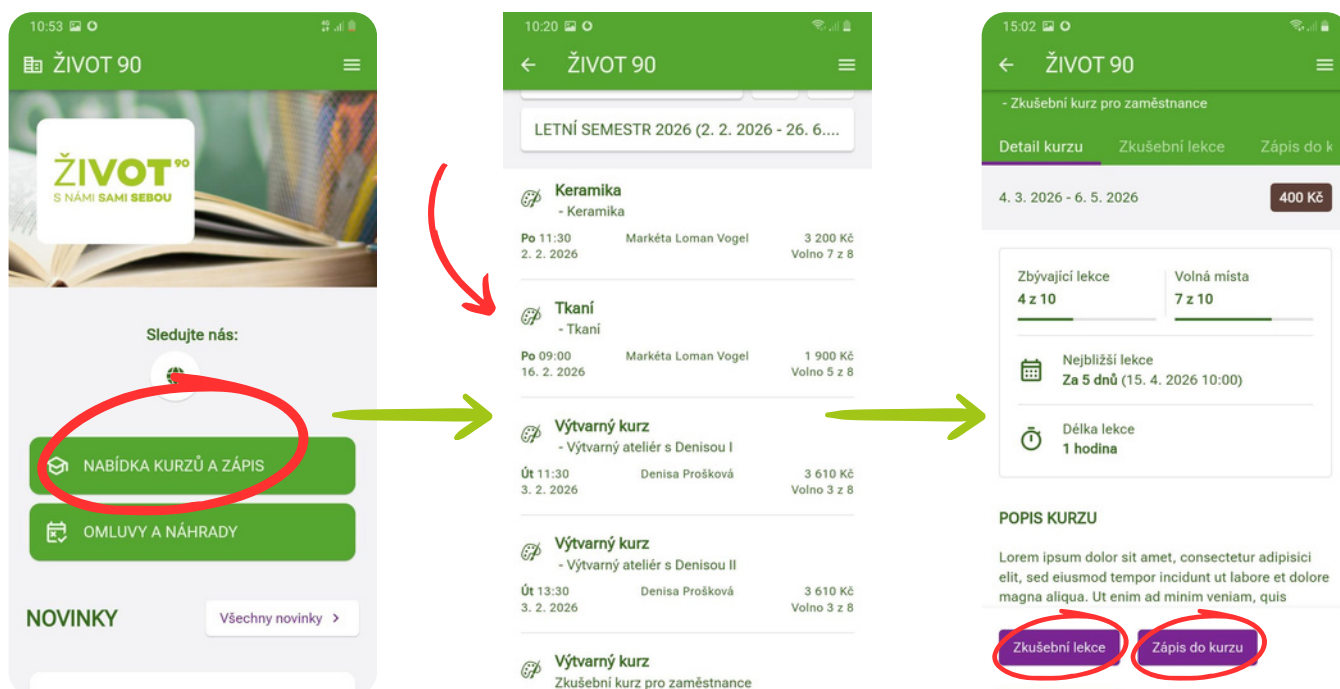 10:53
4G
ŽIVOT 90
ŽIVOT90
S NÁMI SAMI SEBOU
Sledujte nás:
NABÍDKA KURZŮ A ZÁPIS
OMLUVY A NÁHRADY
NOVINKY
Všechny novinky >
10:20
ŽIVOT 90
LETNÍ SEMESTR 2026 (2. 2. 2026 - 26. 6....
Keramika
- Keramika
Po 11:30 Markéta Loman Vogel 3 200 Kč
2. 2. 2026 Volno 7 z 8
Tkaní
- Tkaní
Po 09:00 Markéta Loman Vogel 1 900 Kč
16. 2. 2026 Volno 5 z 8
Výtvarný kurz
- Výtvarný ateliér s Denisou I
Út 11:30 Denisa Prošková 3 610 Kč
3. 2. 2026 Volno 3 z 8
Výtvarný kurz
- Výtvarný ateliér s Denisou II
Út 13:30 Denisa Prošková 3 610 Kč
3. 2. 2026 Volno 3 z 8
Výtvarný kurz
Zkušební kurz pro zaměstnance
15:02
ŽIVOT 90
- Zkušební kurz pro zaměstnance
Detail kurzu Zkušební lekce Zápis do k
4. 3. 2026 - 6. 5. 2026 400 Kč
Zbývající lekce Volná místa
4 z 10 7 z 10
Nejbližší lekce
Za 5 dnů (15. 4. 2026 10:00)
Délka lekce
1 hodina
POPIS KURZU
Lorem ipsum dolor sit amet, consectetur adipisici
elit, sed eiusmod tempor incidunt ut labore et dolore
magna aliqua. Ut enim ad minim veniam, quis
Zkušební lekce Zápis do kurzu